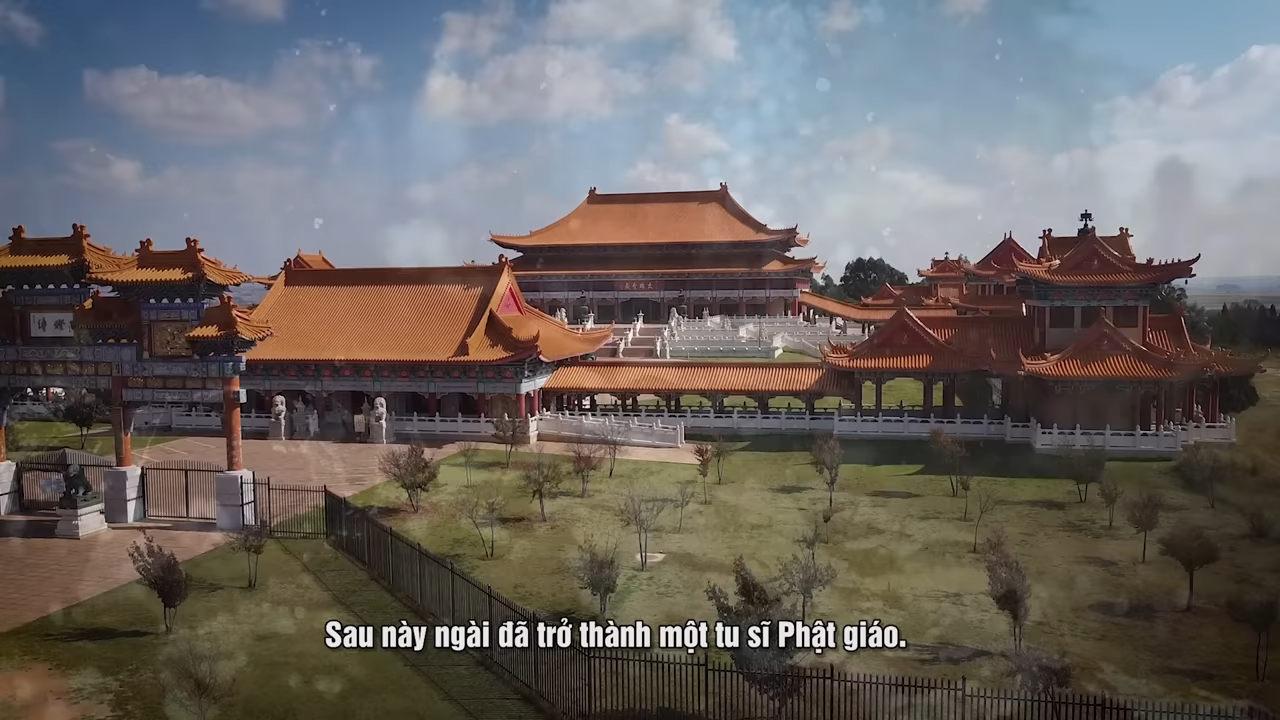 Sau này ngài đã trở thành một tu sĩ Phật giáo.